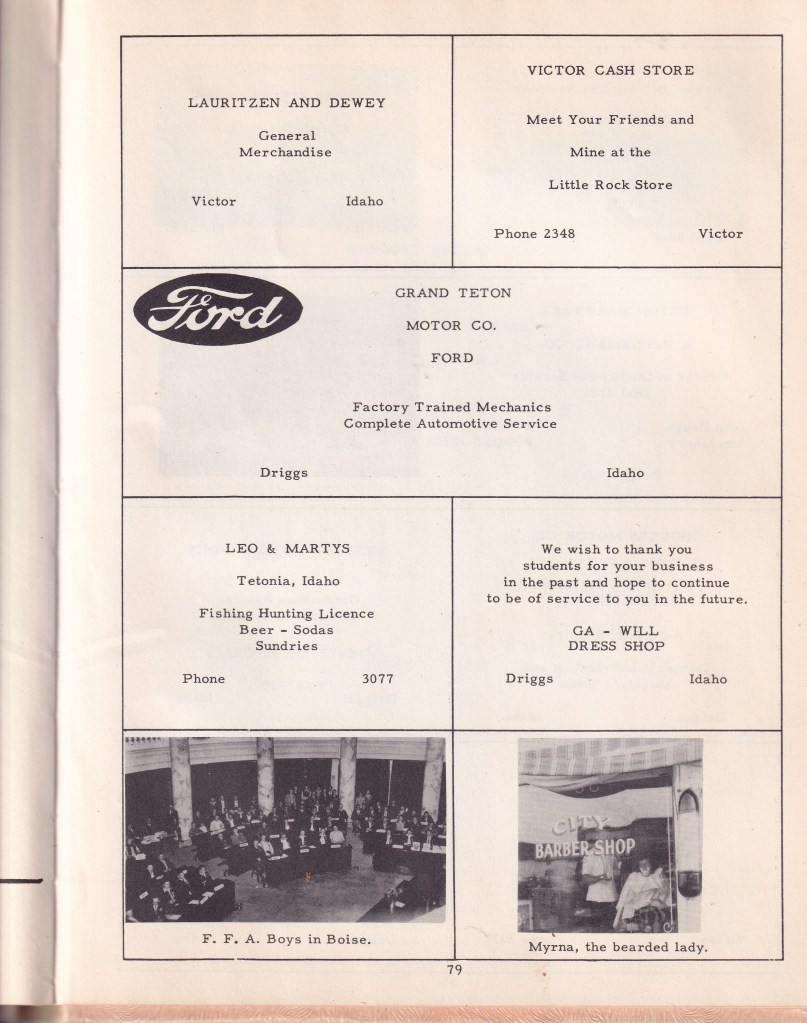 LAURITZEN AND DEWEY
General
Merchandise
Victor Idaho
VICTOR CASH STORE
Meet Your Friends and
Mine at the
Little Rock Store
Phone 2348 Victor
Ford
GRAND TETON
MOTOR CO.
FORD
Factory Trained Mechanics
Complete Automotive Service
Driggs Idaho
LEO & MARTYS
Tetonia, Idaho
Fishing Hunting Licence
Beer - Sodas
Sundries
Phone 3077
We wish to thank you
students for your business
in the past and hope to continue
to be of service to you in the future.
GA - WILL
DRESS SHOP
Driggs Idaho
F. F. A. Boys in Boise.
CITY
BARBER SHOP
Myrna, the bearded lady.
79